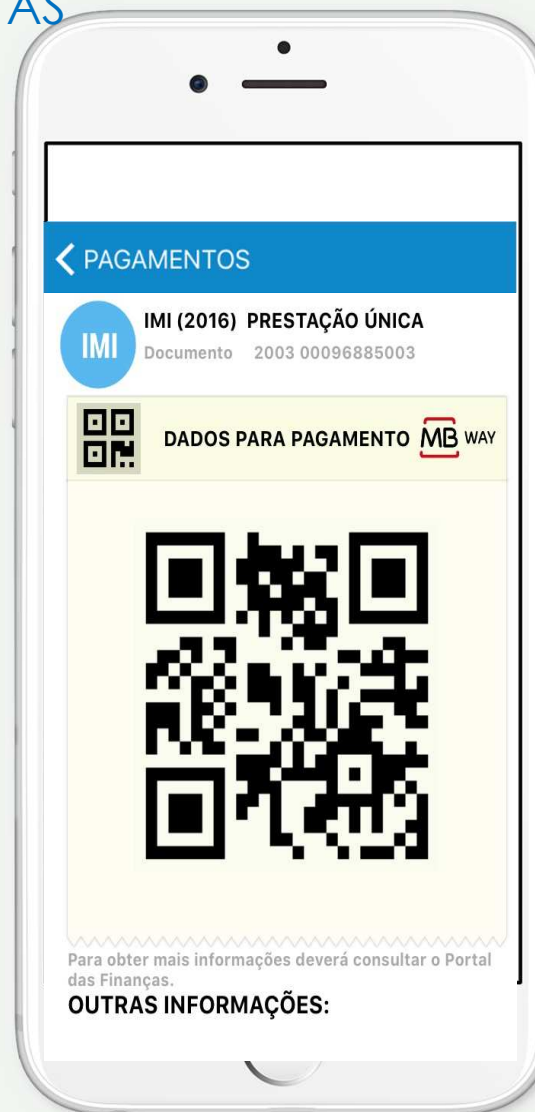 AS
PAGAMENTOS
IMI
IMI (2016) PRESTAÇÃO ÚNICA
Documento 2003 00096885003
DADOS PARA PAGAMENTO MB WAY
Para obter mais informações deverá consultar o Portal
das Finanças.
OUTRAS INFORMAÇÕES: